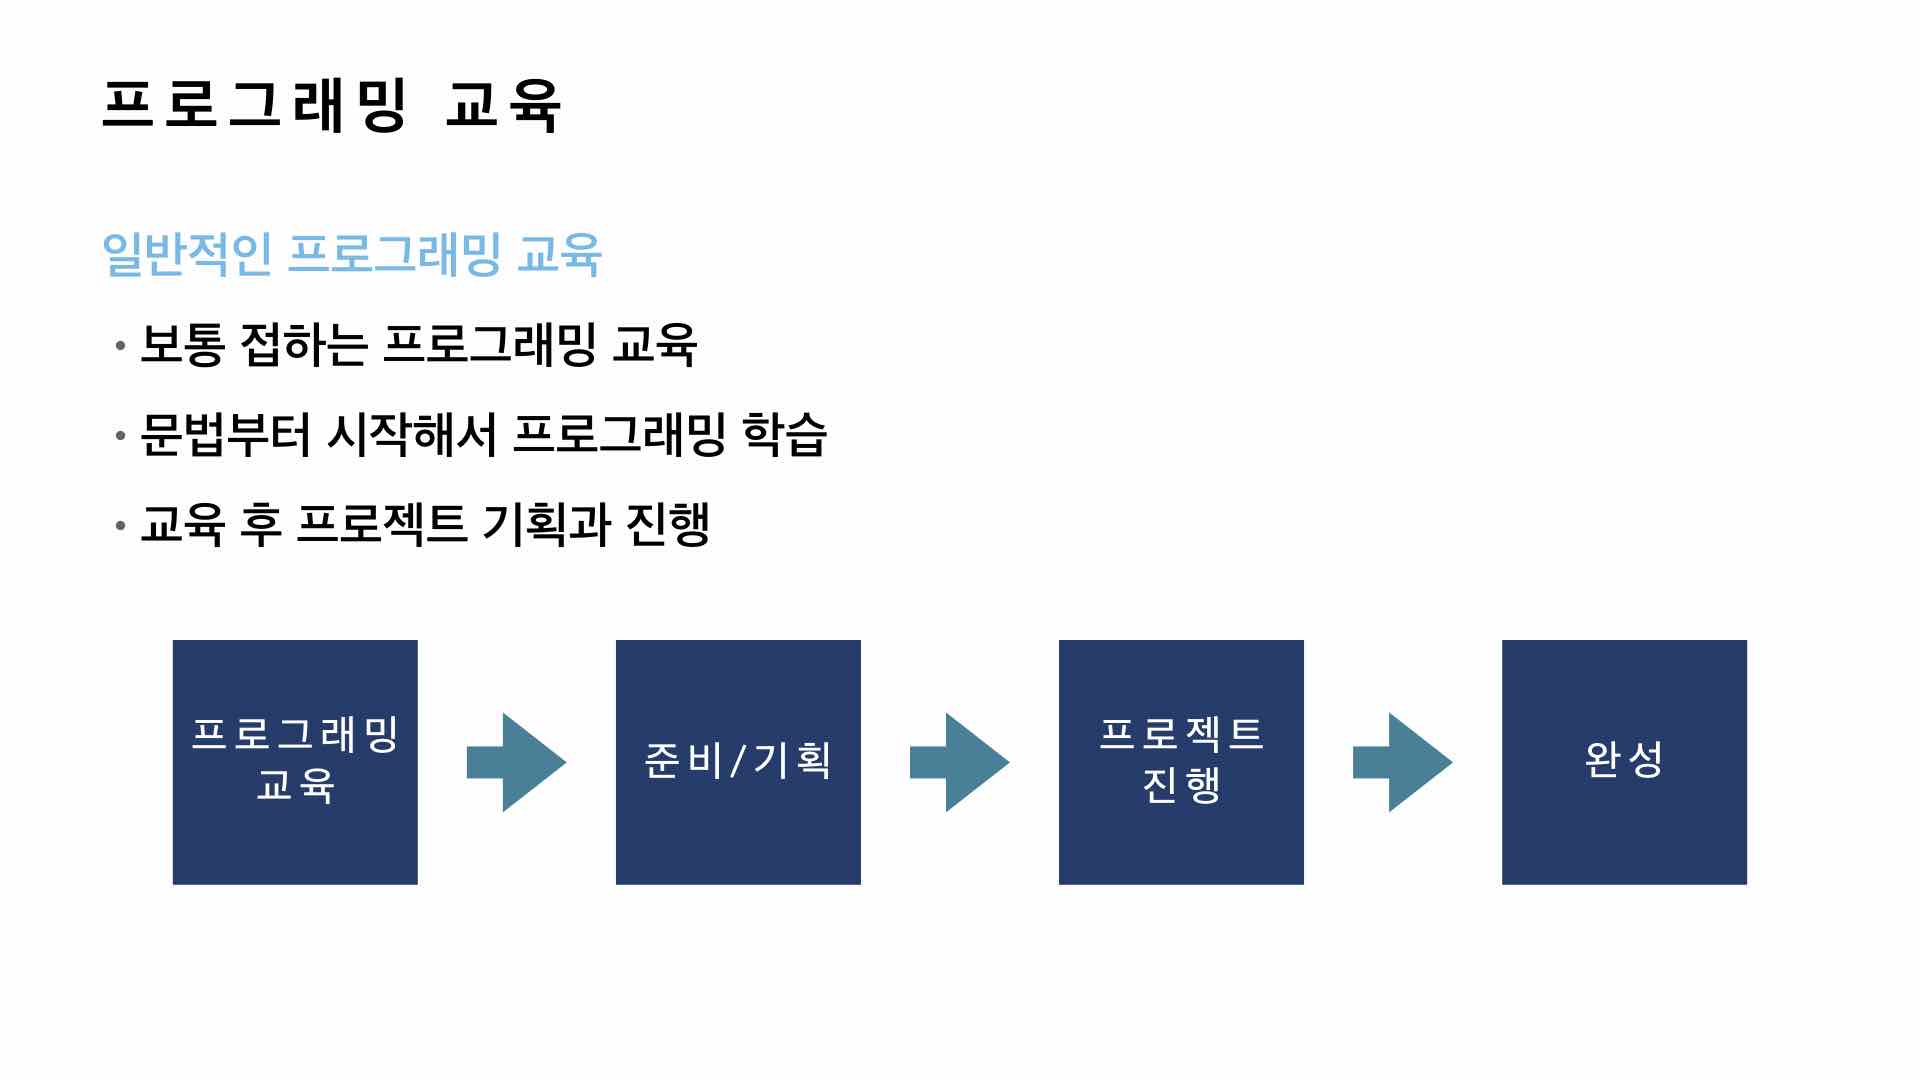 프로그래밍 교육
일반적인 프로그래밍 교육
• 보통 접하는 프로그래밍 교육
• 문법부터 시작해서 프로그래밍 학습
• 교육 후 프로젝트 기획과 진행
프로그래밍
교육
준비/기획
프로젝트
진행
완성